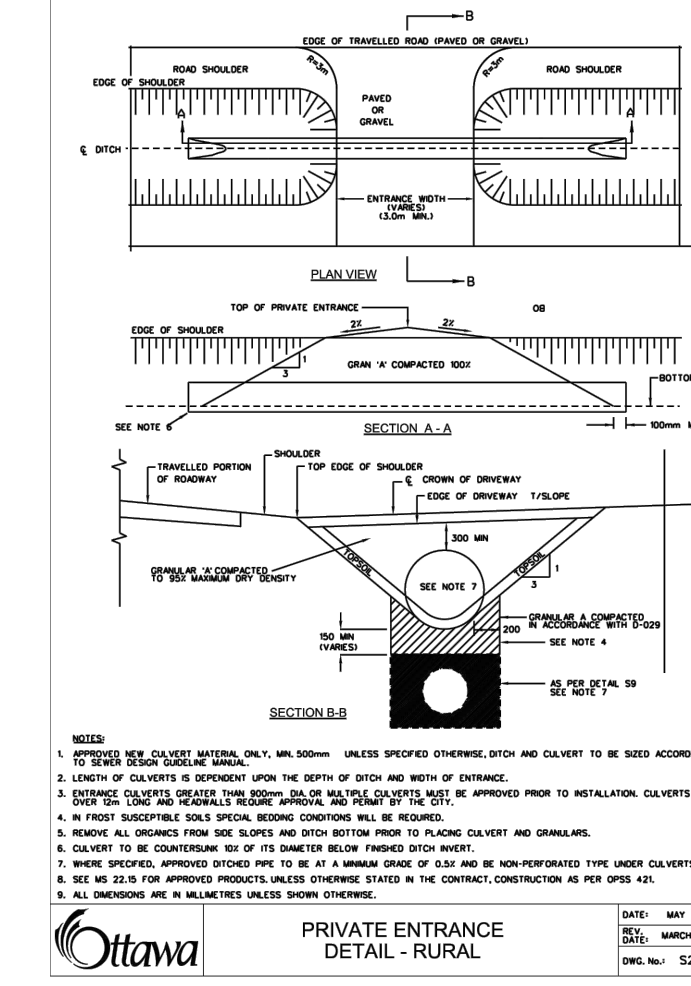 B
EDGE OF TRAVELLED ROAD (PAVED OR GRAVEL)
ROAD SHOULDER
R=3m
R=3m
ROAD SHOULDER
EDGE OF SHOULDER
PAVED
OR
GRAVEL
A
A
℄ DITCH
ENTRANCE WIDTH
(VARIES)
(3.0m MIN.)
PLAN VIEW
B
TOP OF PRIVATE ENTRANCE
OB
EDGE OF SHOULDER
2%
2%
1
3
GRAN 'A' COMPACTED 100%
BOTTO
SEE NOTE 6
SECTION A - A
100mm M
SHOULDER
TRAVELLED PORTION
OF ROADWAY
TOP EDGE OF SHOULDER
℄ CROWN OF DRIVEWAY
EDGE OF DRIVEWAY T/SLOPE
300 MIN
TOPSOIL
TOPSOIL
GRANULAR 'A' COMPACTED
TO 95% MAXIMUM DRY DENSITY
SEE NOTE 7
1
3
GRANULAR A COMPACTED
IN ACCORDANCE WITH D-029
200
150 MIN
(VARIES)
SEE NOTE 4
AS PER DETAIL S9
SEE NOTE 7
SECTION B-B
NOTES:
1. APPROVED NEW CULVERT MATERIAL ONLY, MIN. 500mm UNLESS SPECIFIED OTHERWISE, DITCH AND CULVERT TO BE SIZED ACCORD
TO SEWER DESIGN GUIDELINE MANUAL.
2. LENGTH OF CULVERTS IS DEPENDENT UPON THE DEPTH OF DITCH AND WIDTH OF ENTRANCE.
3. ENTRANCE CULVERTS GREATER THAN 900mm DIA. OR MULTIPLE CULVERTS MUST BE APPROVED PRIOR TO INSTALLATION. CULVERTS
OVER 12m LONG AND HEADWALLS REQUIRE APPROVAL AND PERMIT BY THE CITY.
4. IN FROST SUSCEPTIBLE SOILS SPECIAL BEDDING CONDITIONS WILL BE REQUIRED.
5. REMOVE ALL ORGANICS FROM SIDE SLOPES AND DITCH BOTTOM PRIOR TO PLACING CULVERT AND GRANULARS.
6. CULVERT TO BE COUNTERSUNK 10% OF ITS DIAMETER BELOW FINISHED DITCH INVERT.
7. WHERE SPECIFIED, APPROVED DITCHED PIPE TO BE AT A MINIMUM GRADE OF 0.5% AND BE NON-PERFORATED TYPE UNDER CULVERTS
8. SEE MS 22.15 FOR APPROVED PRODUCTS. UNLESS OTHERWISE STATED IN THE CONTRACT, CONSTRUCTION AS PER OPSS 421.
9. ALL DIMENSIONS ARE IN MILLIMETRES UNLESS SHOWN OTHERWISE.
Ottawa
PRIVATE ENTRANCE
DETAIL - RURAL
DATE: MAY
REV. DATE: MARCH
DWG. No.: S2